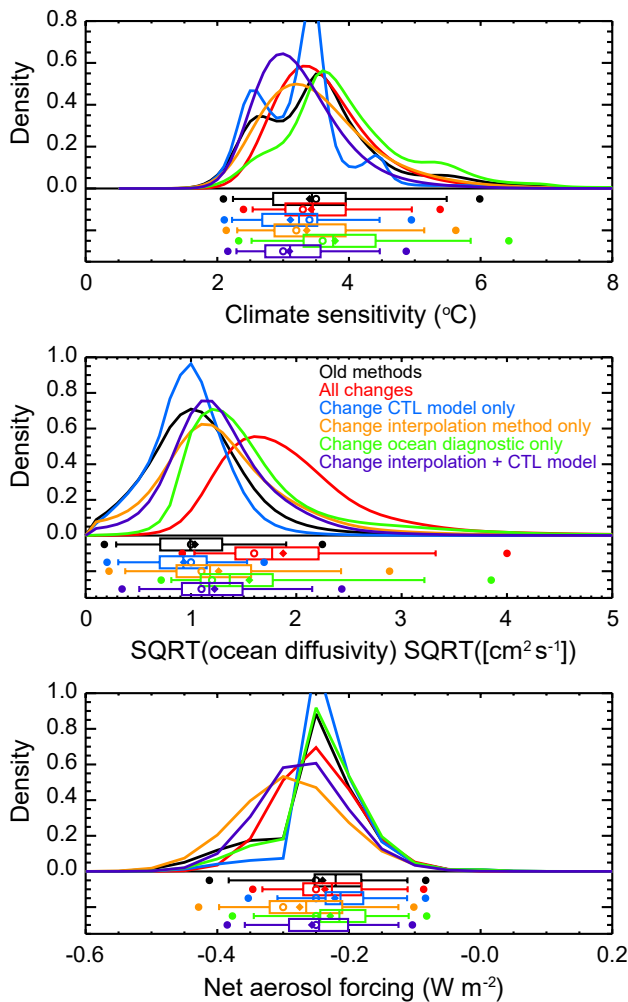 0.8
0.6
0.4
0.2
0.0
Density
0 2 4 6 8
Climate sensitivity (°C)
1.0
0.8
0.6
0.4
0.2
0.0
Density
Old methods
All changes
Change CTL model only
Change interpolation method only
Change ocean diagnostic only
Change interpolation + CTL model
0 1 2 3 4 5
SQRT(ocean diffusivity) SQRT([cm² s⁻¹])
1.0
0.8
0.6
0.4
0.2
0.0
Density
-0.6 -0.4 -0.2 -0.0 0.2
Net aerosol forcing (W m⁻²)